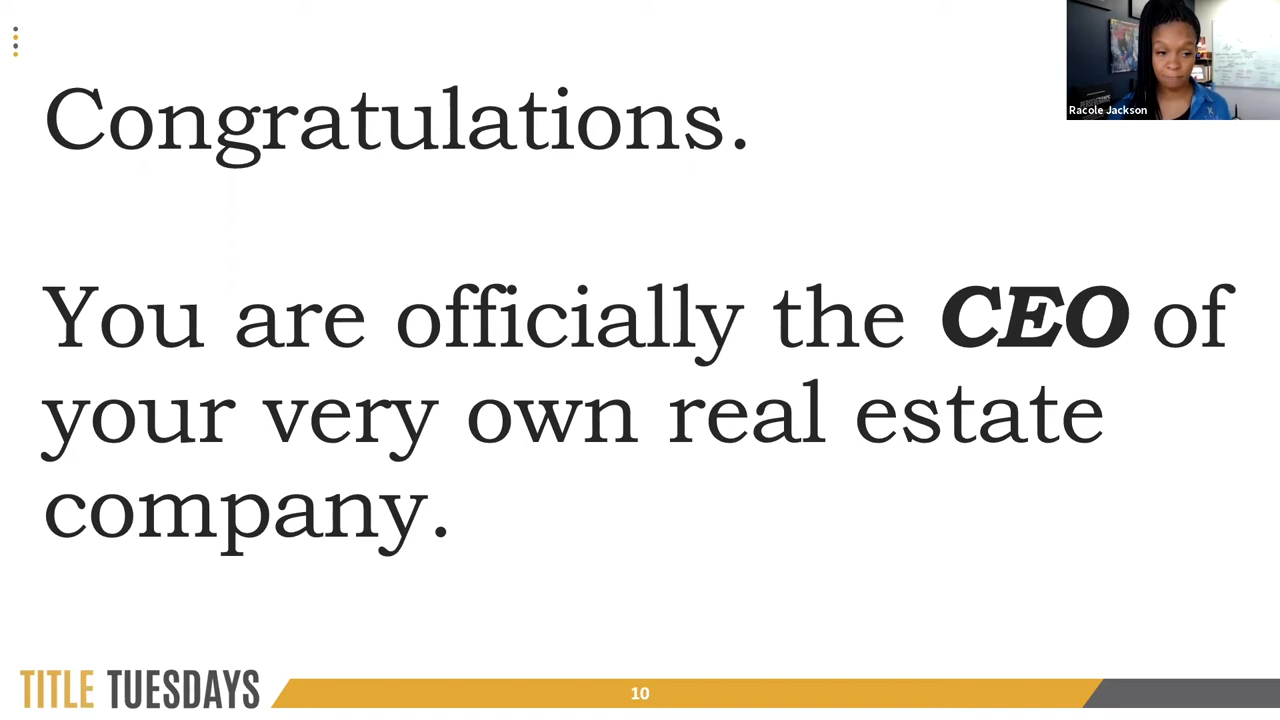 Congratulations.
You are officially the CEO of
your very own real estate
company.
Racole Jackson
TITLE TUESDAYS
10